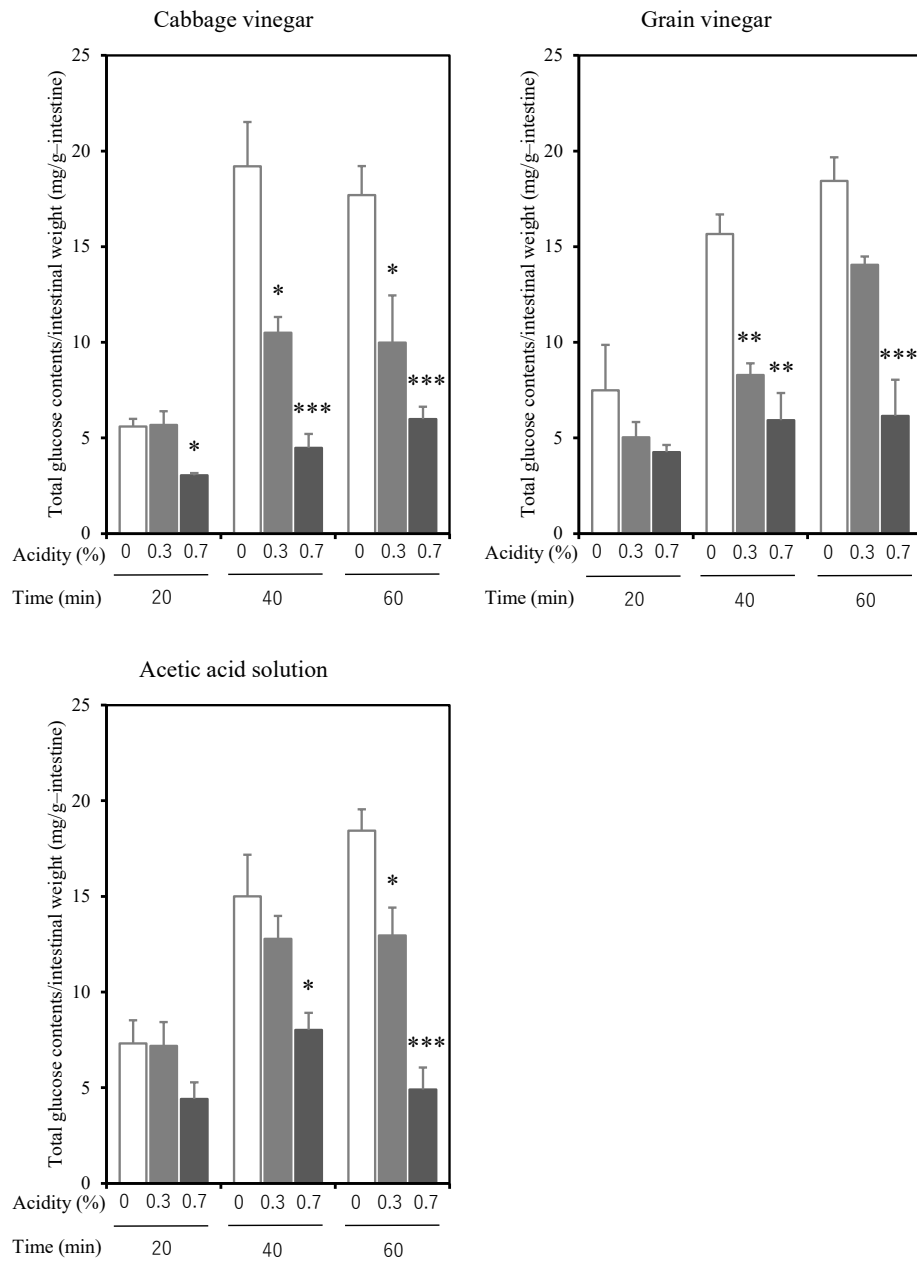 Cabbage vinegar
Total glucose contents/intestinal weight (mg/g–intestine)
25
20
15
10
5
0
*
*
***
*
***
Acidity (%) 0 0.3 0.7 0 0.3 0.7 0 0.3 0.7
Time (min) 20 40 60
Grain vinegar
Total glucose contents/intestinal weight (mg/g–intestine)
25
20
15
10
5
0
**
**
***
Acidity (%) 0 0.3 0.7 0 0.3 0.7 0 0.3 0.7
Time (min) 20 40 60
Acetic acid solution
Total glucose contents/intestinal weight (mg/g–intestine)
25
20
15
10
5
0
*
*
***
Acidity (%) 0 0.3 0.7 0 0.3 0.7 0 0.3 0.7
Time (min) 20 40 60